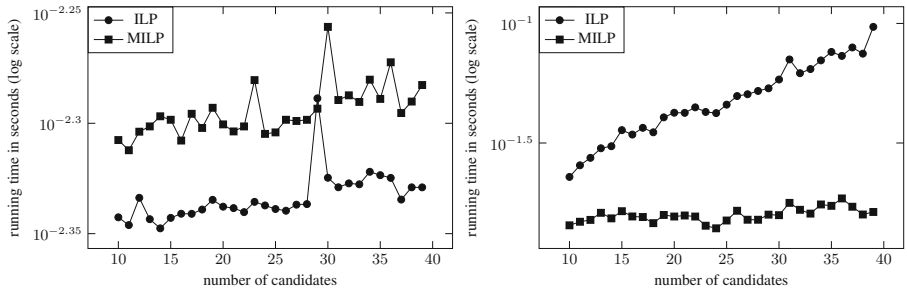 ILP
MILP
running time in seconds (log scale)
10^-2.25
10^-2.3
10^-2.35
10 15 20 25 30 35 40
number of candidates
ILP
MILP
running time in seconds (log scale)
10^-1
10^-1.5
10^-2
10 15 20 25 30 35 40
number of candidates